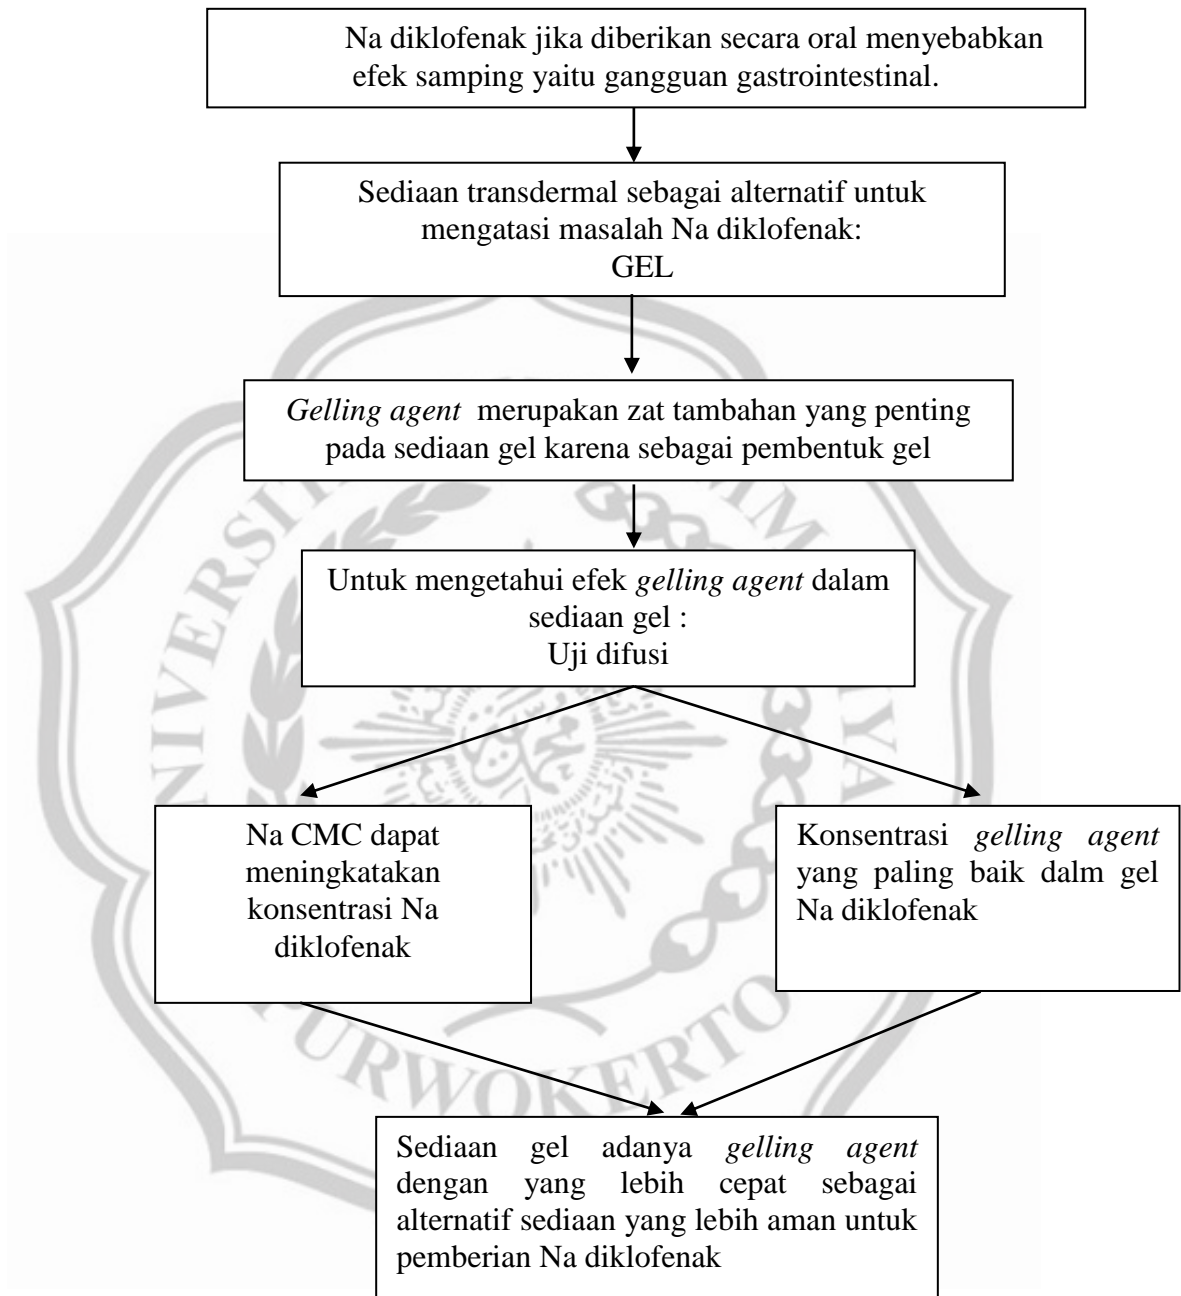 Na diklofenak jika diberikan secara oral menyebabkan
efek samping yaitu gangguan gastrointestinal.
Sediaan transdermal sebagai alternatif untuk
mengatasi masalah Na diklofenak:
GEL
Gelling agent merupakan zat tambahan yang penting
pada sediaan gel karena sebagai pembentuk gel
Untuk mengetahui efek gelling agent dalam
sediaan gel :
Uji difusi
Na CMC dapat
meningkatakan
konsentrasi Na
diklofenak
Konsentrasi gelling agent
yang paling baik dalm gel
Na diklofenak
Sediaan gel adanya gelling agent
dengan yang lebih cepat sebagai
alternatif sediaan yang lebih aman untuk
pemberian Na diklofenak
PURWOKERTO